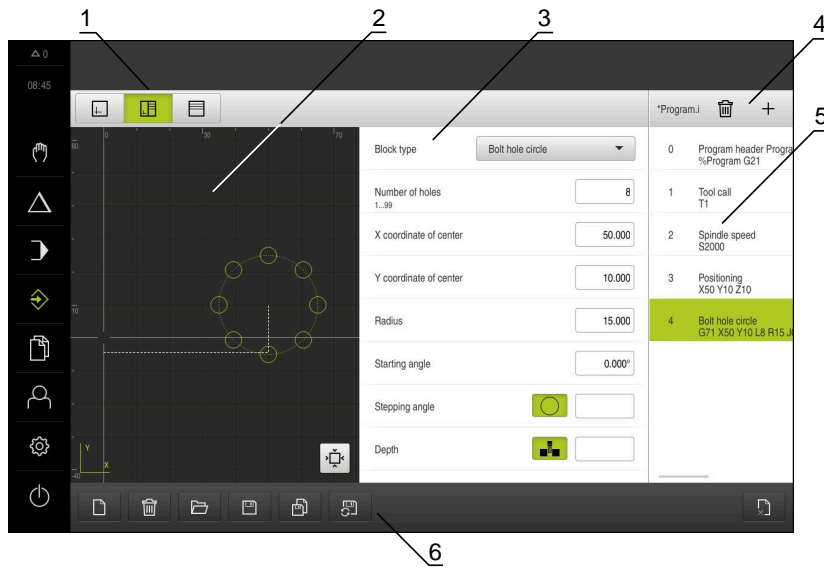 1
2
3
4
5
0
08:45
*Program.i
0
30
70
60
10
-40
Y
X
Block type
Bolt hole circle
Number of holes
1...99
8
X coordinate of center
50.000
Y coordinate of center
10.000
Radius
15.000
Starting angle
0.000°
Stepping angle
Depth
0 Program header Progra
%Program G21
1 Tool call
T1
2 Spindle speed
S2000
3 Positioning
X50 Y10 Z10
4 Bolt hole circle
G71 X50 Y10 L8 R15 J
6